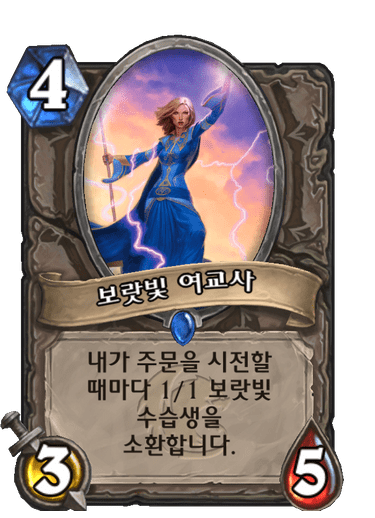 4
보랏빛 여교사
내가 주문을 시전할
때마다 1/1 보랏빛
수습생을
소환합니다.
3
5